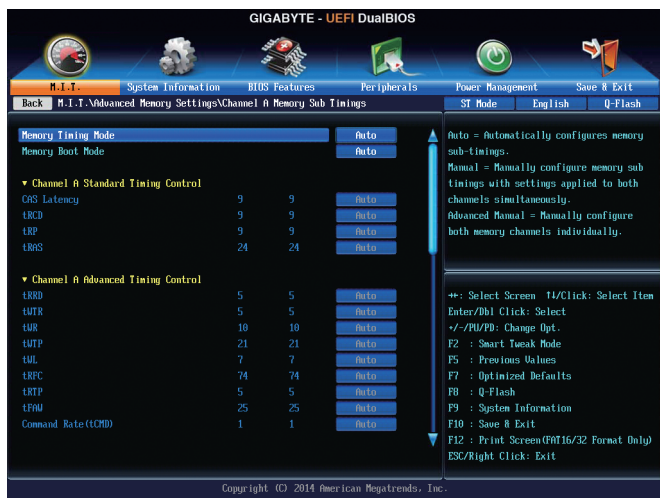 GIGABYTE - UEFI DualBIOS
M.I.T. System Information BIOS Features Peripherals Power Management Save & Exit
Back M.I.T.\Advanced Memory Settings\Channel A Memory Sub Timings ST Mode English Q-Flash
Memory Timing Mode Auto
Memory Boot Mode Auto
▼ Channel A Standard Timing Control
CAS Latency 9 9 Auto
tRCD 9 9 Auto
tRP 9 9 Auto
tRAS 24 24 Auto
▼ Channel A Advanced Timing Control
tRRD 5 5 Auto
tWTR 5 5 Auto
tWR 10 10 Auto
tWTP 21 21 Auto
tWL 7 7 Auto
tRFC 74 74 Auto
tRTP 5 5 Auto
tFAW 25 25 Auto
Command Rate(tCMD) 1 1 Auto
Auto = Automatically configures memory
sub-timings.
Manual = Manually configure memory sub
timings with settings applied to both
channels simultaneously.
Advanced Manual = Manually configure
both memory channels individually.
→←: Select Screen ↑↓/Click: Select Item
Enter/Dbl Click: Select
+/-/PU/PD: Change Opt.
F2 : Smart Tweak Mode
F5 : Previous Values
F7 : Optimized Defaults
F8 : Q-Flash
F9 : System Information
F10 : Save & Exit
F12 : Print Screen(FAT16/32 Format Only)
ESC/Right Click: Exit
Copyright (C) 2014 American Megatrends, Inc.